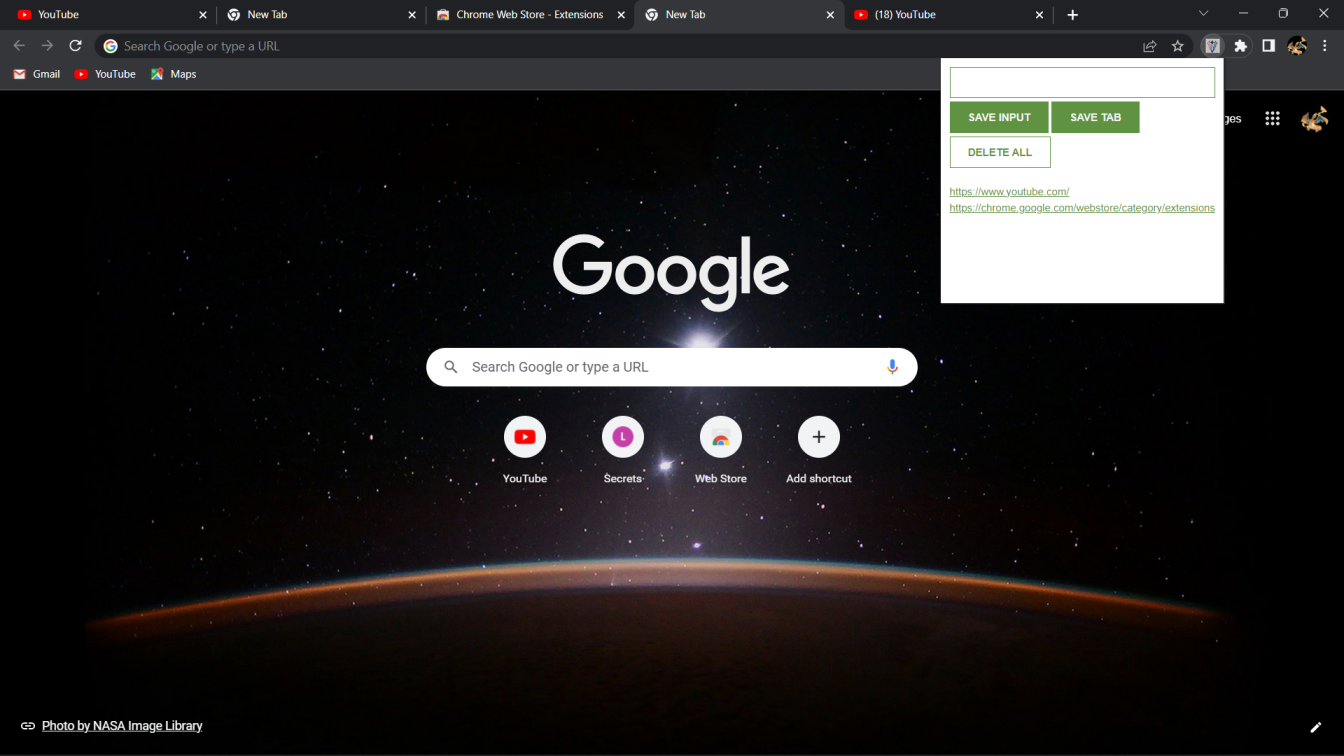 YouTube
New Tab
Chrome Web Store - Extensions
New Tab
(18) YouTube
Search Google or type a URL
Gmail
YouTube
Maps
SAVE INPUT
SAVE TAB
DELETE ALL
https://www.youtube.com/
https://chrome.google.com/webstore/category/extensions
Google
Search Google or type a URL
L
YouTube
Secrets
Web Store
Add shortcut
Photo by NASA Image Library